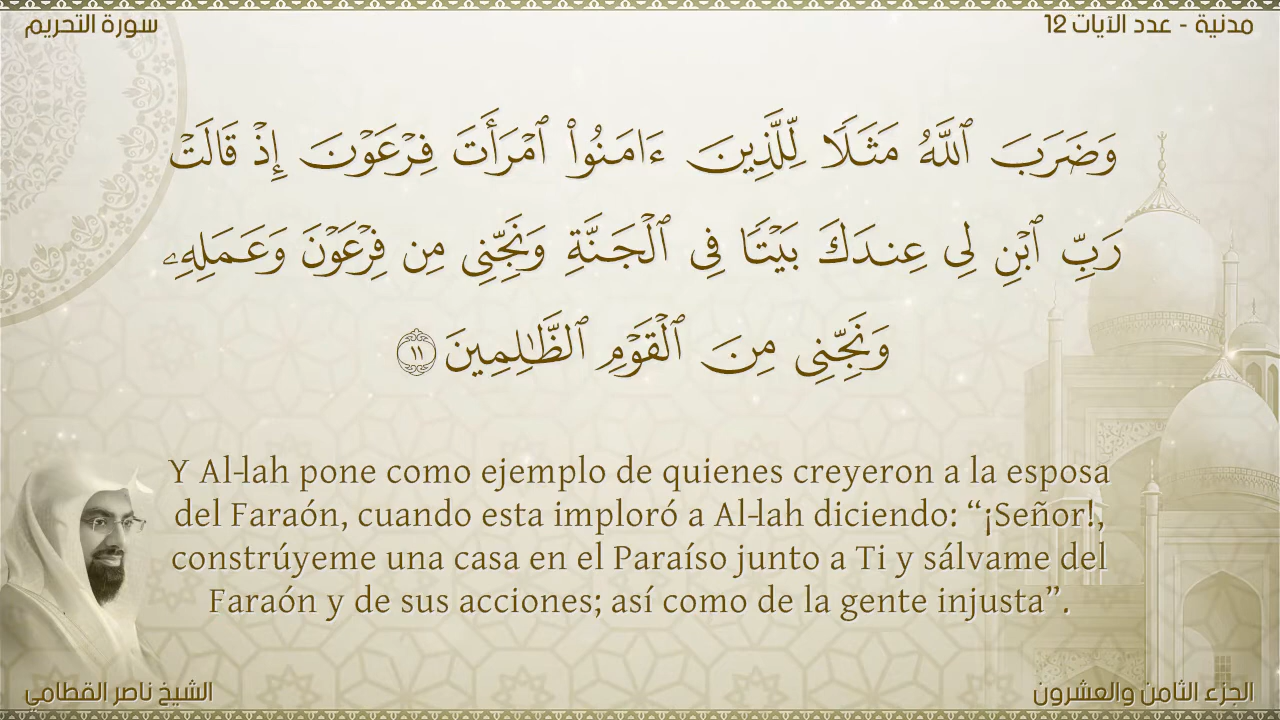 سورة التحريم
مدنية - عدد الآيات 12
وَضَرَبَ ٱللَّهُ مَثَلًا لِّلَّذِينَ ءَامَنُوا۟ ٱمْرَأَتَ فِرْعَوْنَ إِذْ قَالَتْ
رَبِّ ٱبْنِ لِى عِندَكَ بَيْتًا فِى ٱلْجَنَّةِ وَنَجِّنِى مِن فِرْعَوْنَ وَعَمَلِهِۦ
وَنَجِّنِى مِنَ ٱلْقَوْمِ ٱلظَّٰلِمِينَ ١١
Y Al-lah pone como ejemplo de quienes creyeron a la esposa
del Faraón, cuando esta imploró a Al-lah diciendo: “¡Señor!,
constrúyeme una casa en el Paraíso junto a Ti y sálvame del
Faraón y de sus acciones; así como de la gente injusta”.
الشيخ ناصر القطامي
الجزء الثامن والعشرون